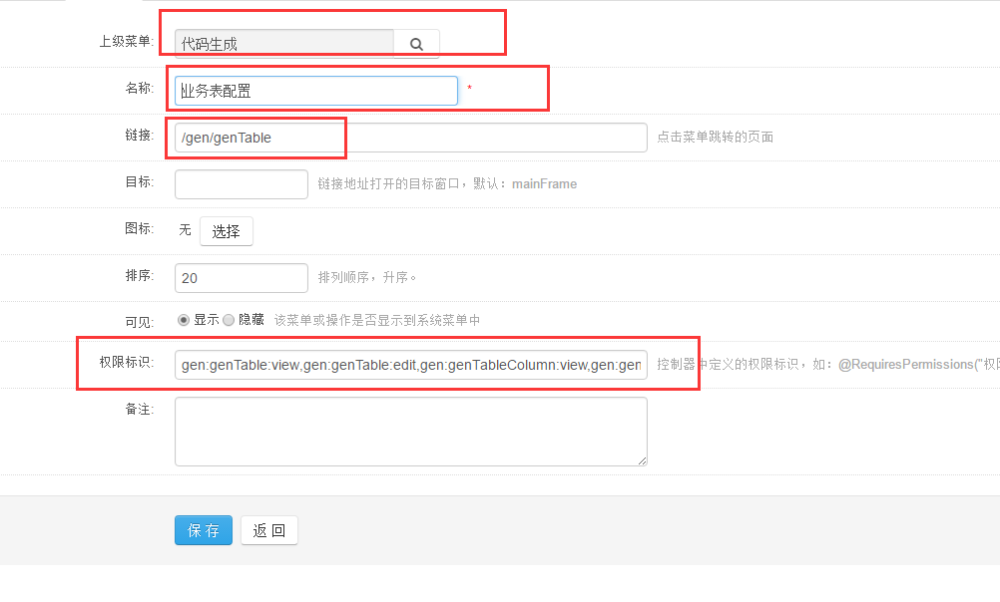 上级菜单: 代码生成
名称: 业务表配置 *
链接: /gen/genTable 点击菜单跳转的页面
目标: 链接地址打开的目标窗口，默认：mainFrame
图标: 无 选择
排序: 20 排列顺序，升序。
可见: 显示 隐藏 该菜单或操作是否显示到系统菜单中
权限标识: gen:genTable:view,gen:genTable:edit,gen:genTableColumn:view,gen:gen 控制器中定义的权限标识，如：@RequiresPermissions("权限
备注:
保 存 返 回